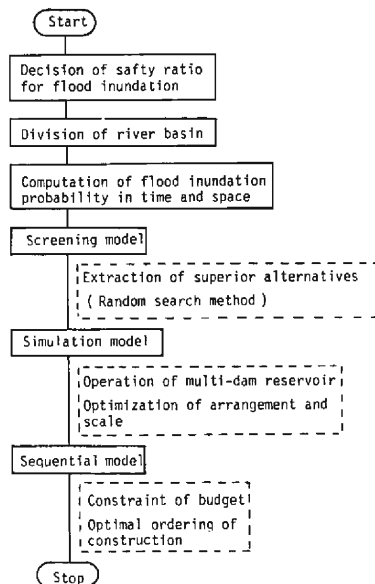 Start
Decision of safty ratio
for flood inundation
Division of river basin
Computation of flood inundation
probability in time and space
Screening model
Extraction of superior alternatives
( Random search method )
Simulation model
Operation of multi-dam reservoir
Optimization of arrangement and
scale
Sequential model
Constraint of budget
Optimal ordering of
construction
Stop